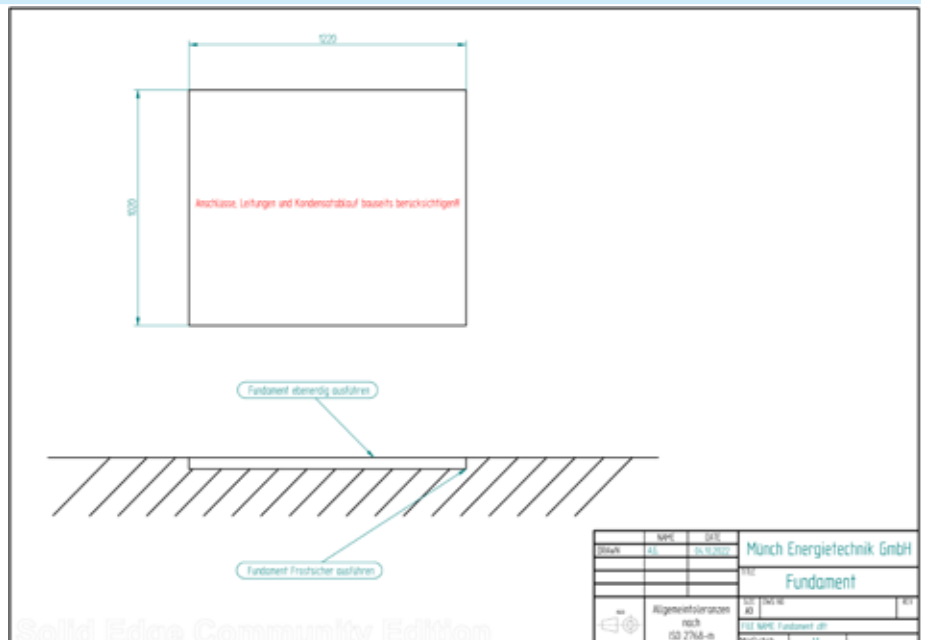 1220
1020
Anschlüsse, Leitungen und Kondensatablauf bauseits berücksichtigen!!
Fundament ebenerdig ausführen
Fundament Frostsicher ausführen
NAME DATE
DRAWN A.L.
Münch Energietechnik GmbH
TITLE
Fundament
SIZE DWG NO REV
Allgemeintoleranzen
nach
ISO 2768-m
FILE NAME: Fundament.dft
Solid Edge Community Edition